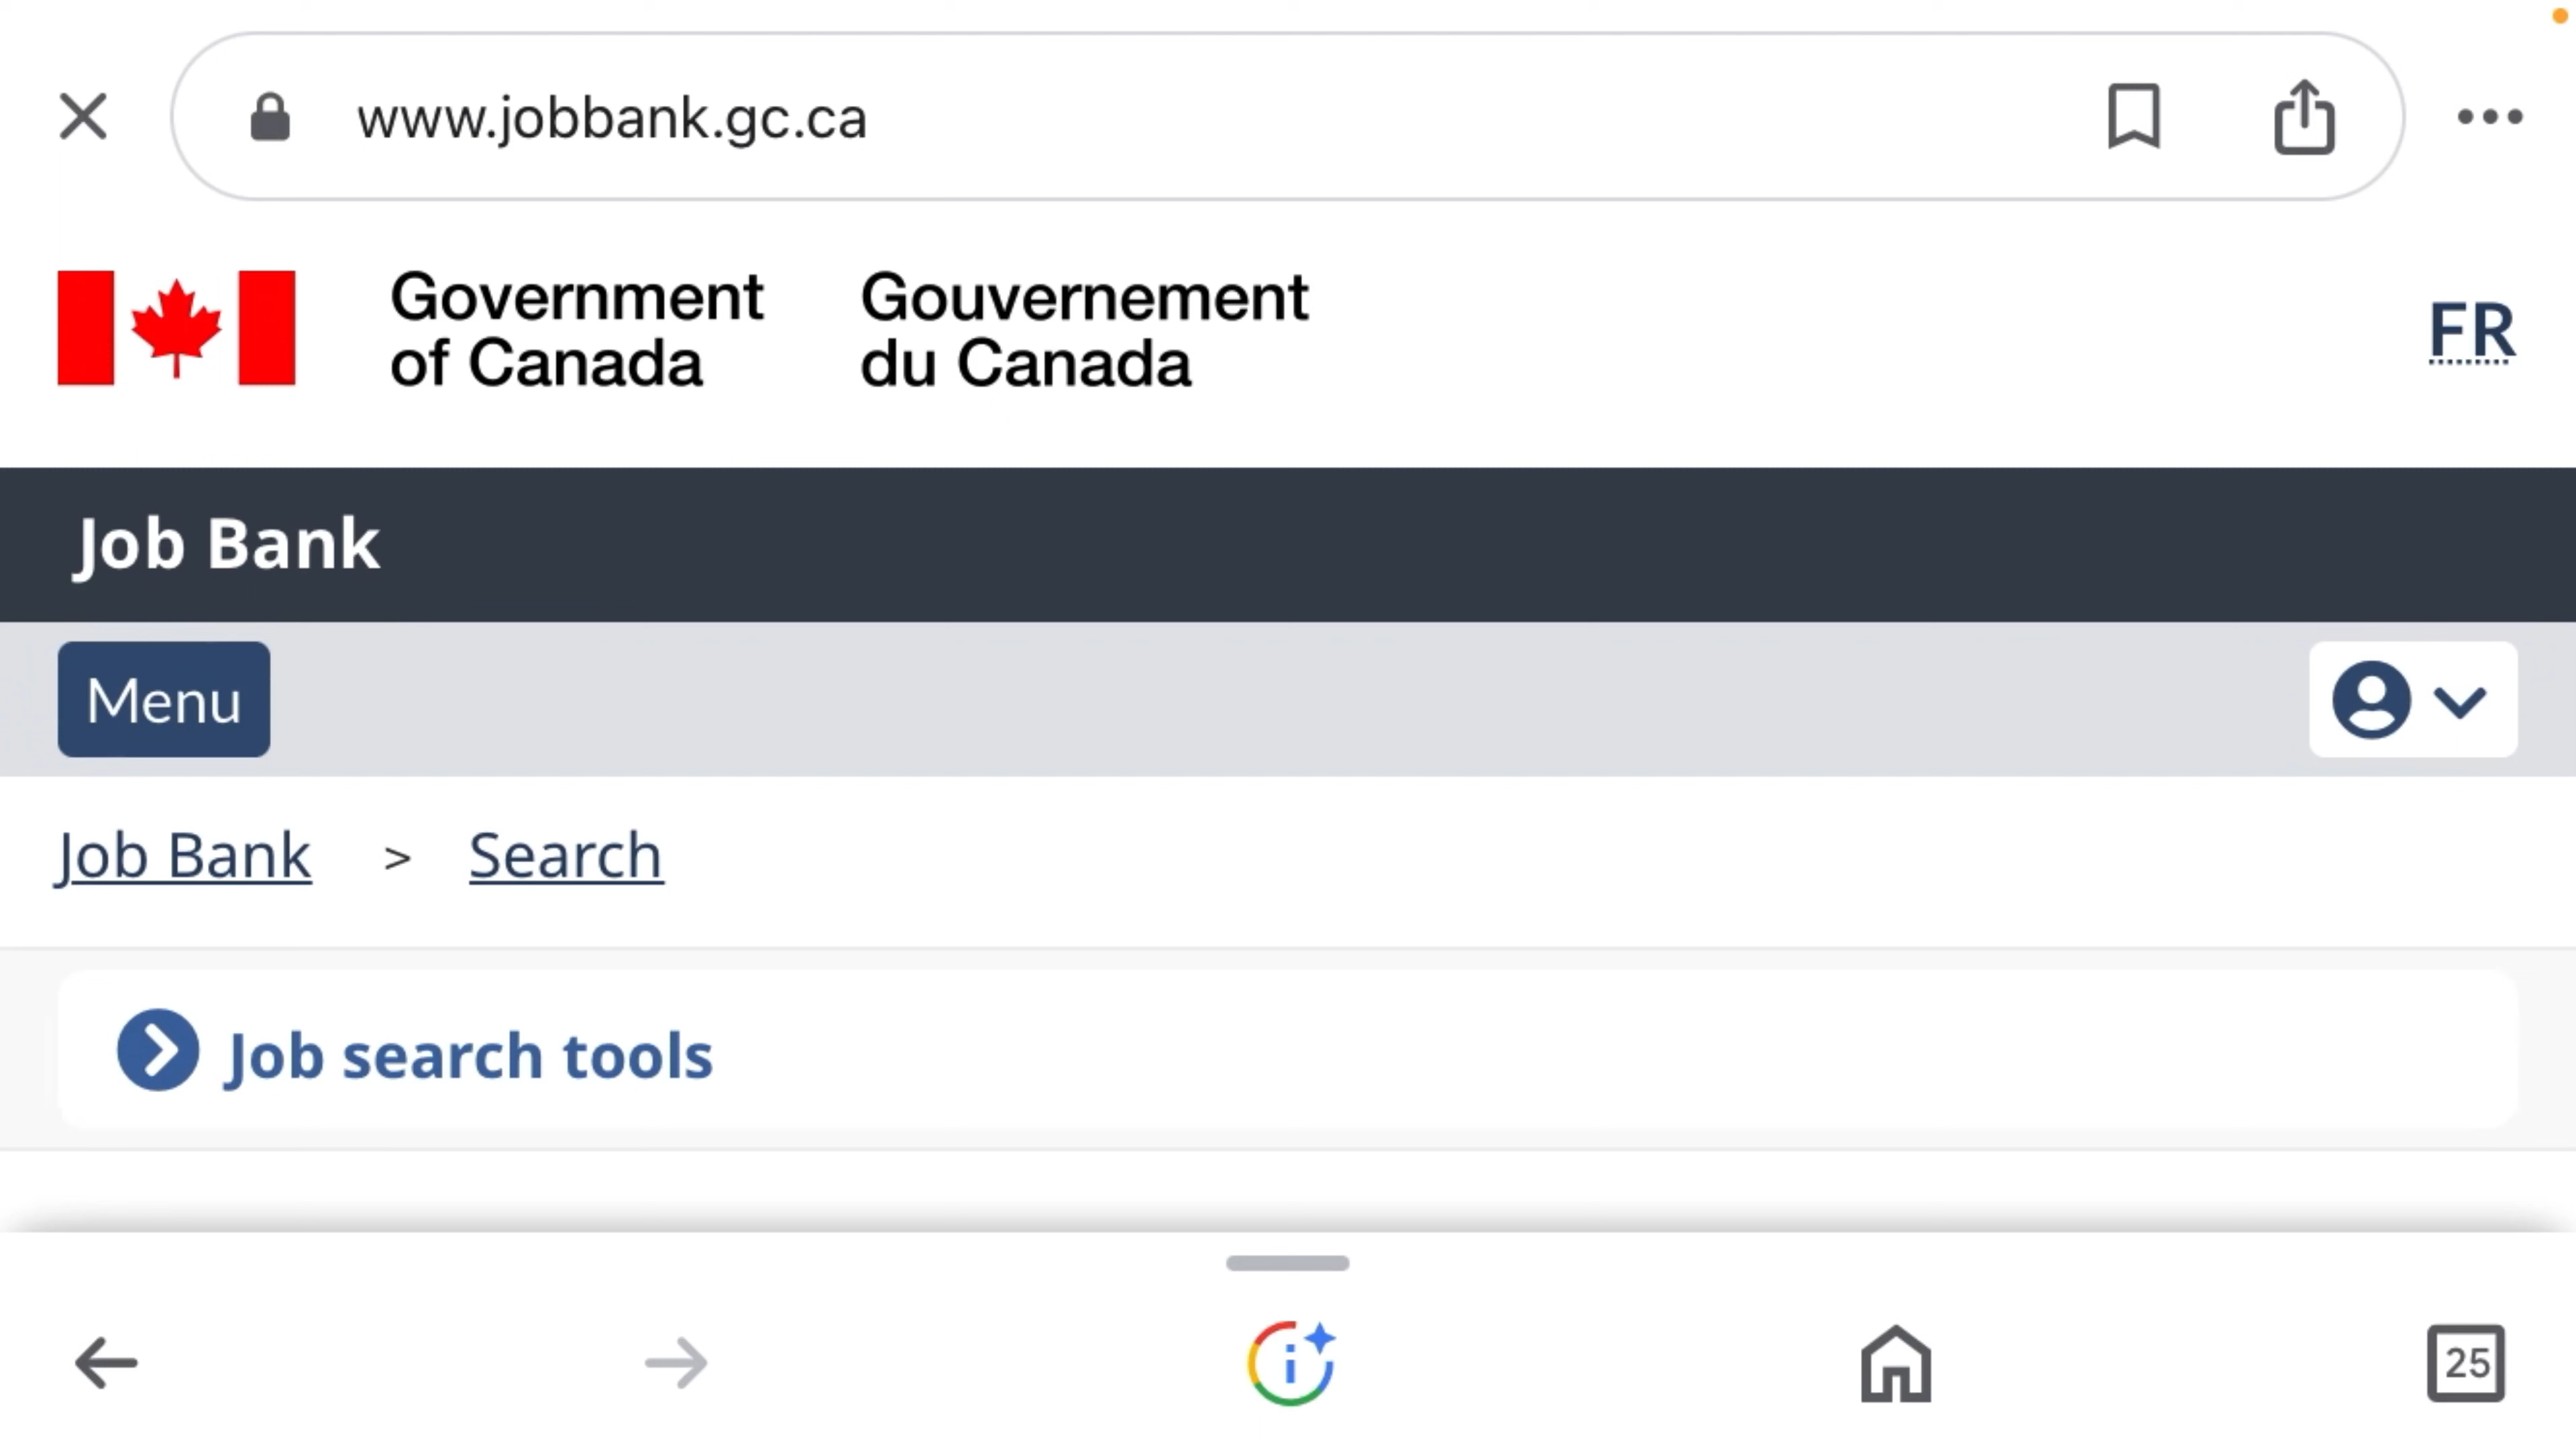 www.jobbank.gc.ca
Government Gouvernement
of Canada du Canada
FR
Job Bank
Menu
Job Bank > Search
Job search tools
i
25